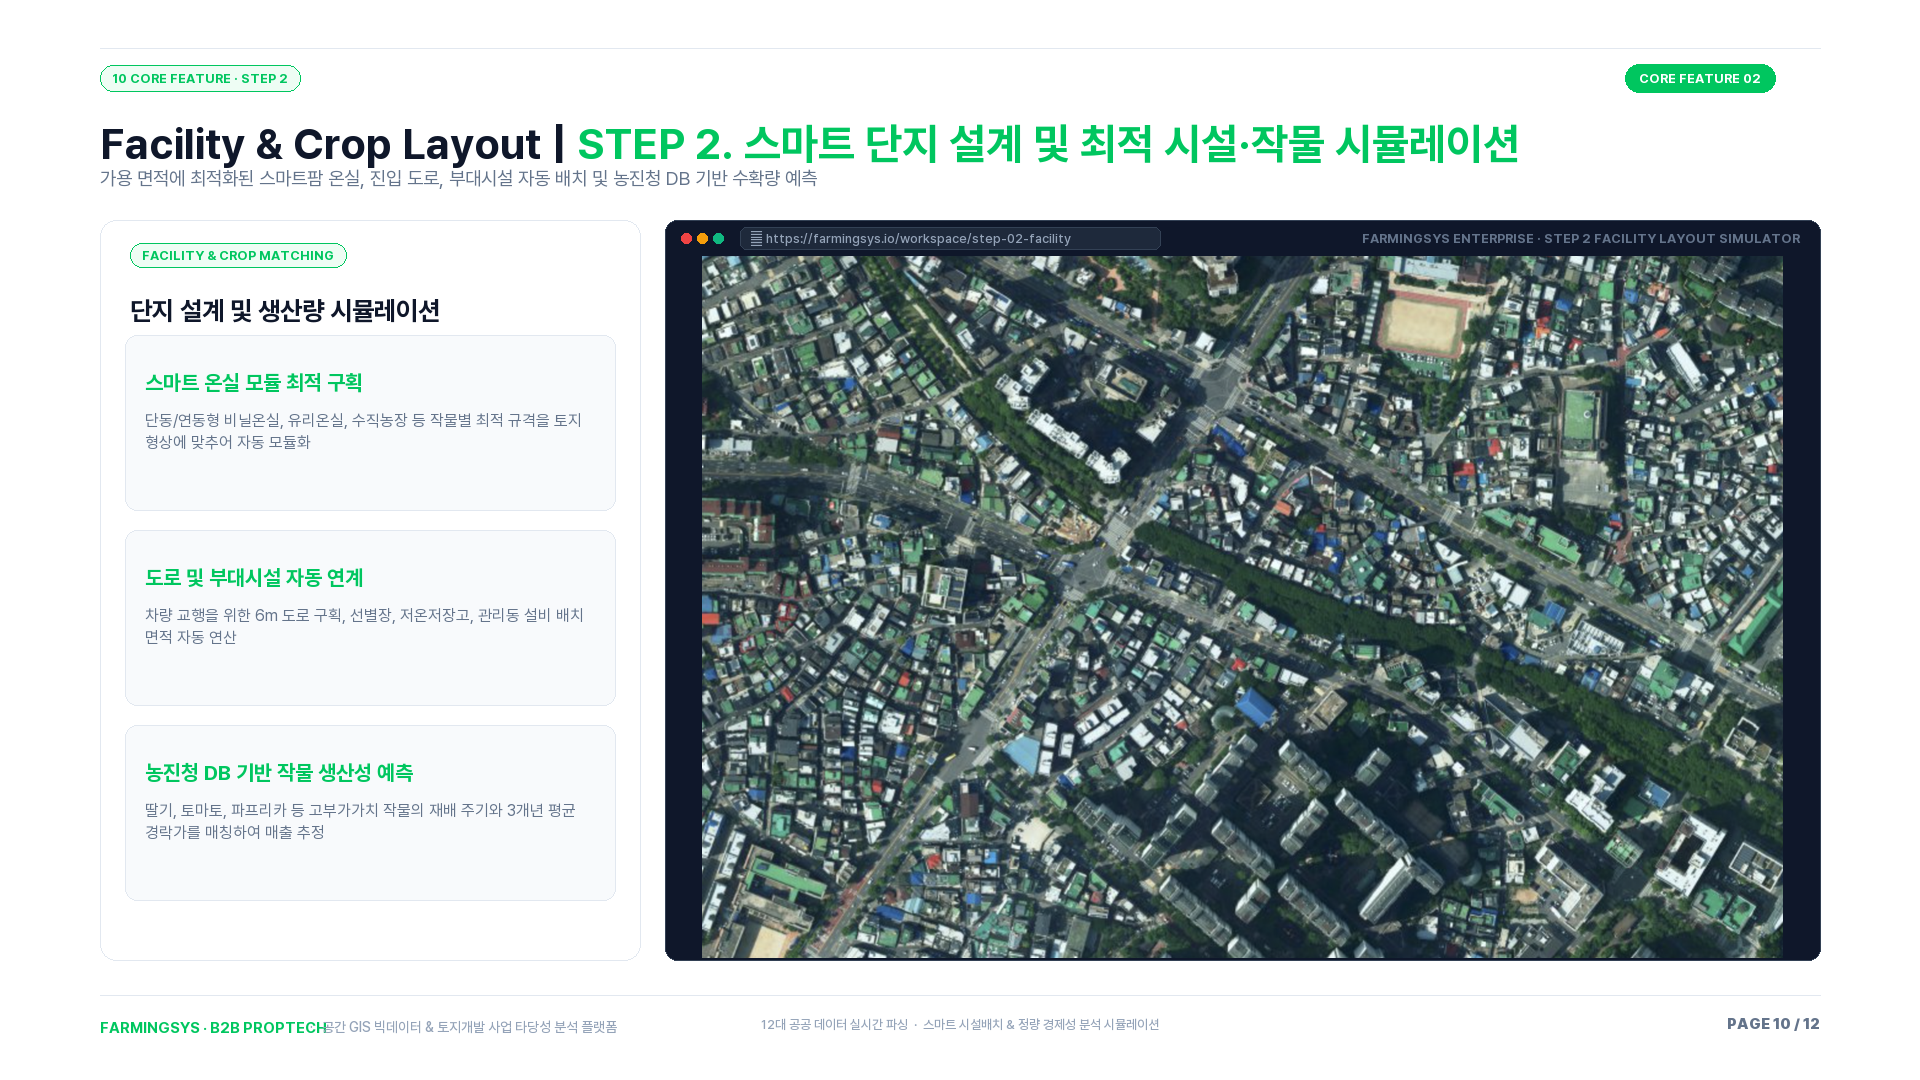 10 CORE FEATURE · STEP 2
CORE FEATURE 02
Facility & Crop Layout | STEP 2. 스마트 단지 설계 및 최적 시설·작물 시뮬레이션
가용 면적에 최적화된 스마트팜 온실, 진입 도로, 부대시설 자동 배치 및 농진청 DB 기반 수확량 예측
FACILITY & CROP MATCHING
단지 설계 및 생산량 시뮬레이션
스마트 온실 모듈 최적 구획
단동/연동형 비닐온실, 유리온실, 수직농장 등 작물별 최적 규격을 토지
형상에 맞추어 자동 모듈화
도로 및 부대시설 자동 연계
차량 교행을 위한 6m 도로 구획, 선별장, 저온저장고, 관리동 설비 배치
면적 자동 연산
농진청 DB 기반 작물 생산성 예측
딸기, 토마토, 파프리카 등 고부가가치 작물의 재배 주기와 3개년 평균
경락가를 매칭하여 매출 추정
https://farmingsys.io/workspace/step-02-facility
FARMINGSYS ENTERPRISE · STEP 2 FACILITY LAYOUT SIMULATOR
FARMINGSYS · B2B PROPTECH
공간 GIS 빅데이터 & 토지개발 사업 타당성 분석 플랫폼
12대 공공 데이터 실시간 파싱 · 스마트 시설배치 & 정량 경제성 분석 시뮬레이션
PAGE 10 / 12